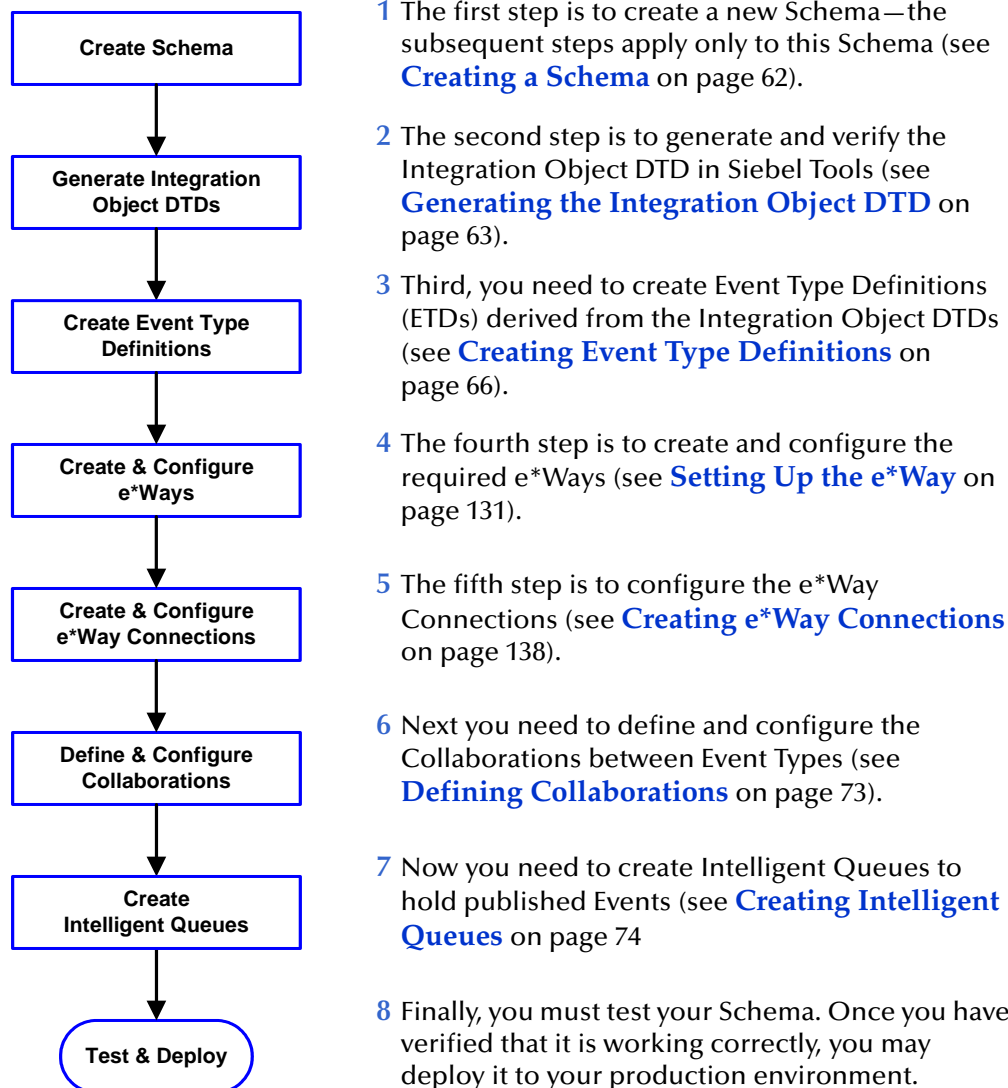 Create Schema
1 The first step is to create a new Schema—the
subsequent steps apply only to this Schema (see
Creating a Schema on page 62).
Generate Integration
Object DTDs
2 The second step is to generate and verify the
Integration Object DTD in Siebel Tools (see
Generating the Integration Object DTD on
page 63).
Create Event Type
Definitions
3 Third, you need to create Event Type Definitions
(ETDs) derived from the Integration Object DTDs
(see Creating Event Type Definitions on
page 66).
Create & Configure
e*Ways
4 The fourth step is to create and configure the
required e*Ways (see Setting Up the e*Way on
page 131).
Create & Configure
e*Way Connections
5 The fifth step is to configure the e*Way
Connections (see Creating e*Way Connections
on page 138).
Define & Configure
Collaborations
6 Next you need to define and configure the
Collaborations between Event Types (see
Defining Collaborations on page 73).
Create
Intelligent Queues
7 Now you need to create Intelligent Queues to
hold published Events (see Creating Intelligent
Queues on page 74
Test & Deploy
8 Finally, you must test your Schema. Once you have
verified that it is working correctly, you may
deploy it to your production environment.